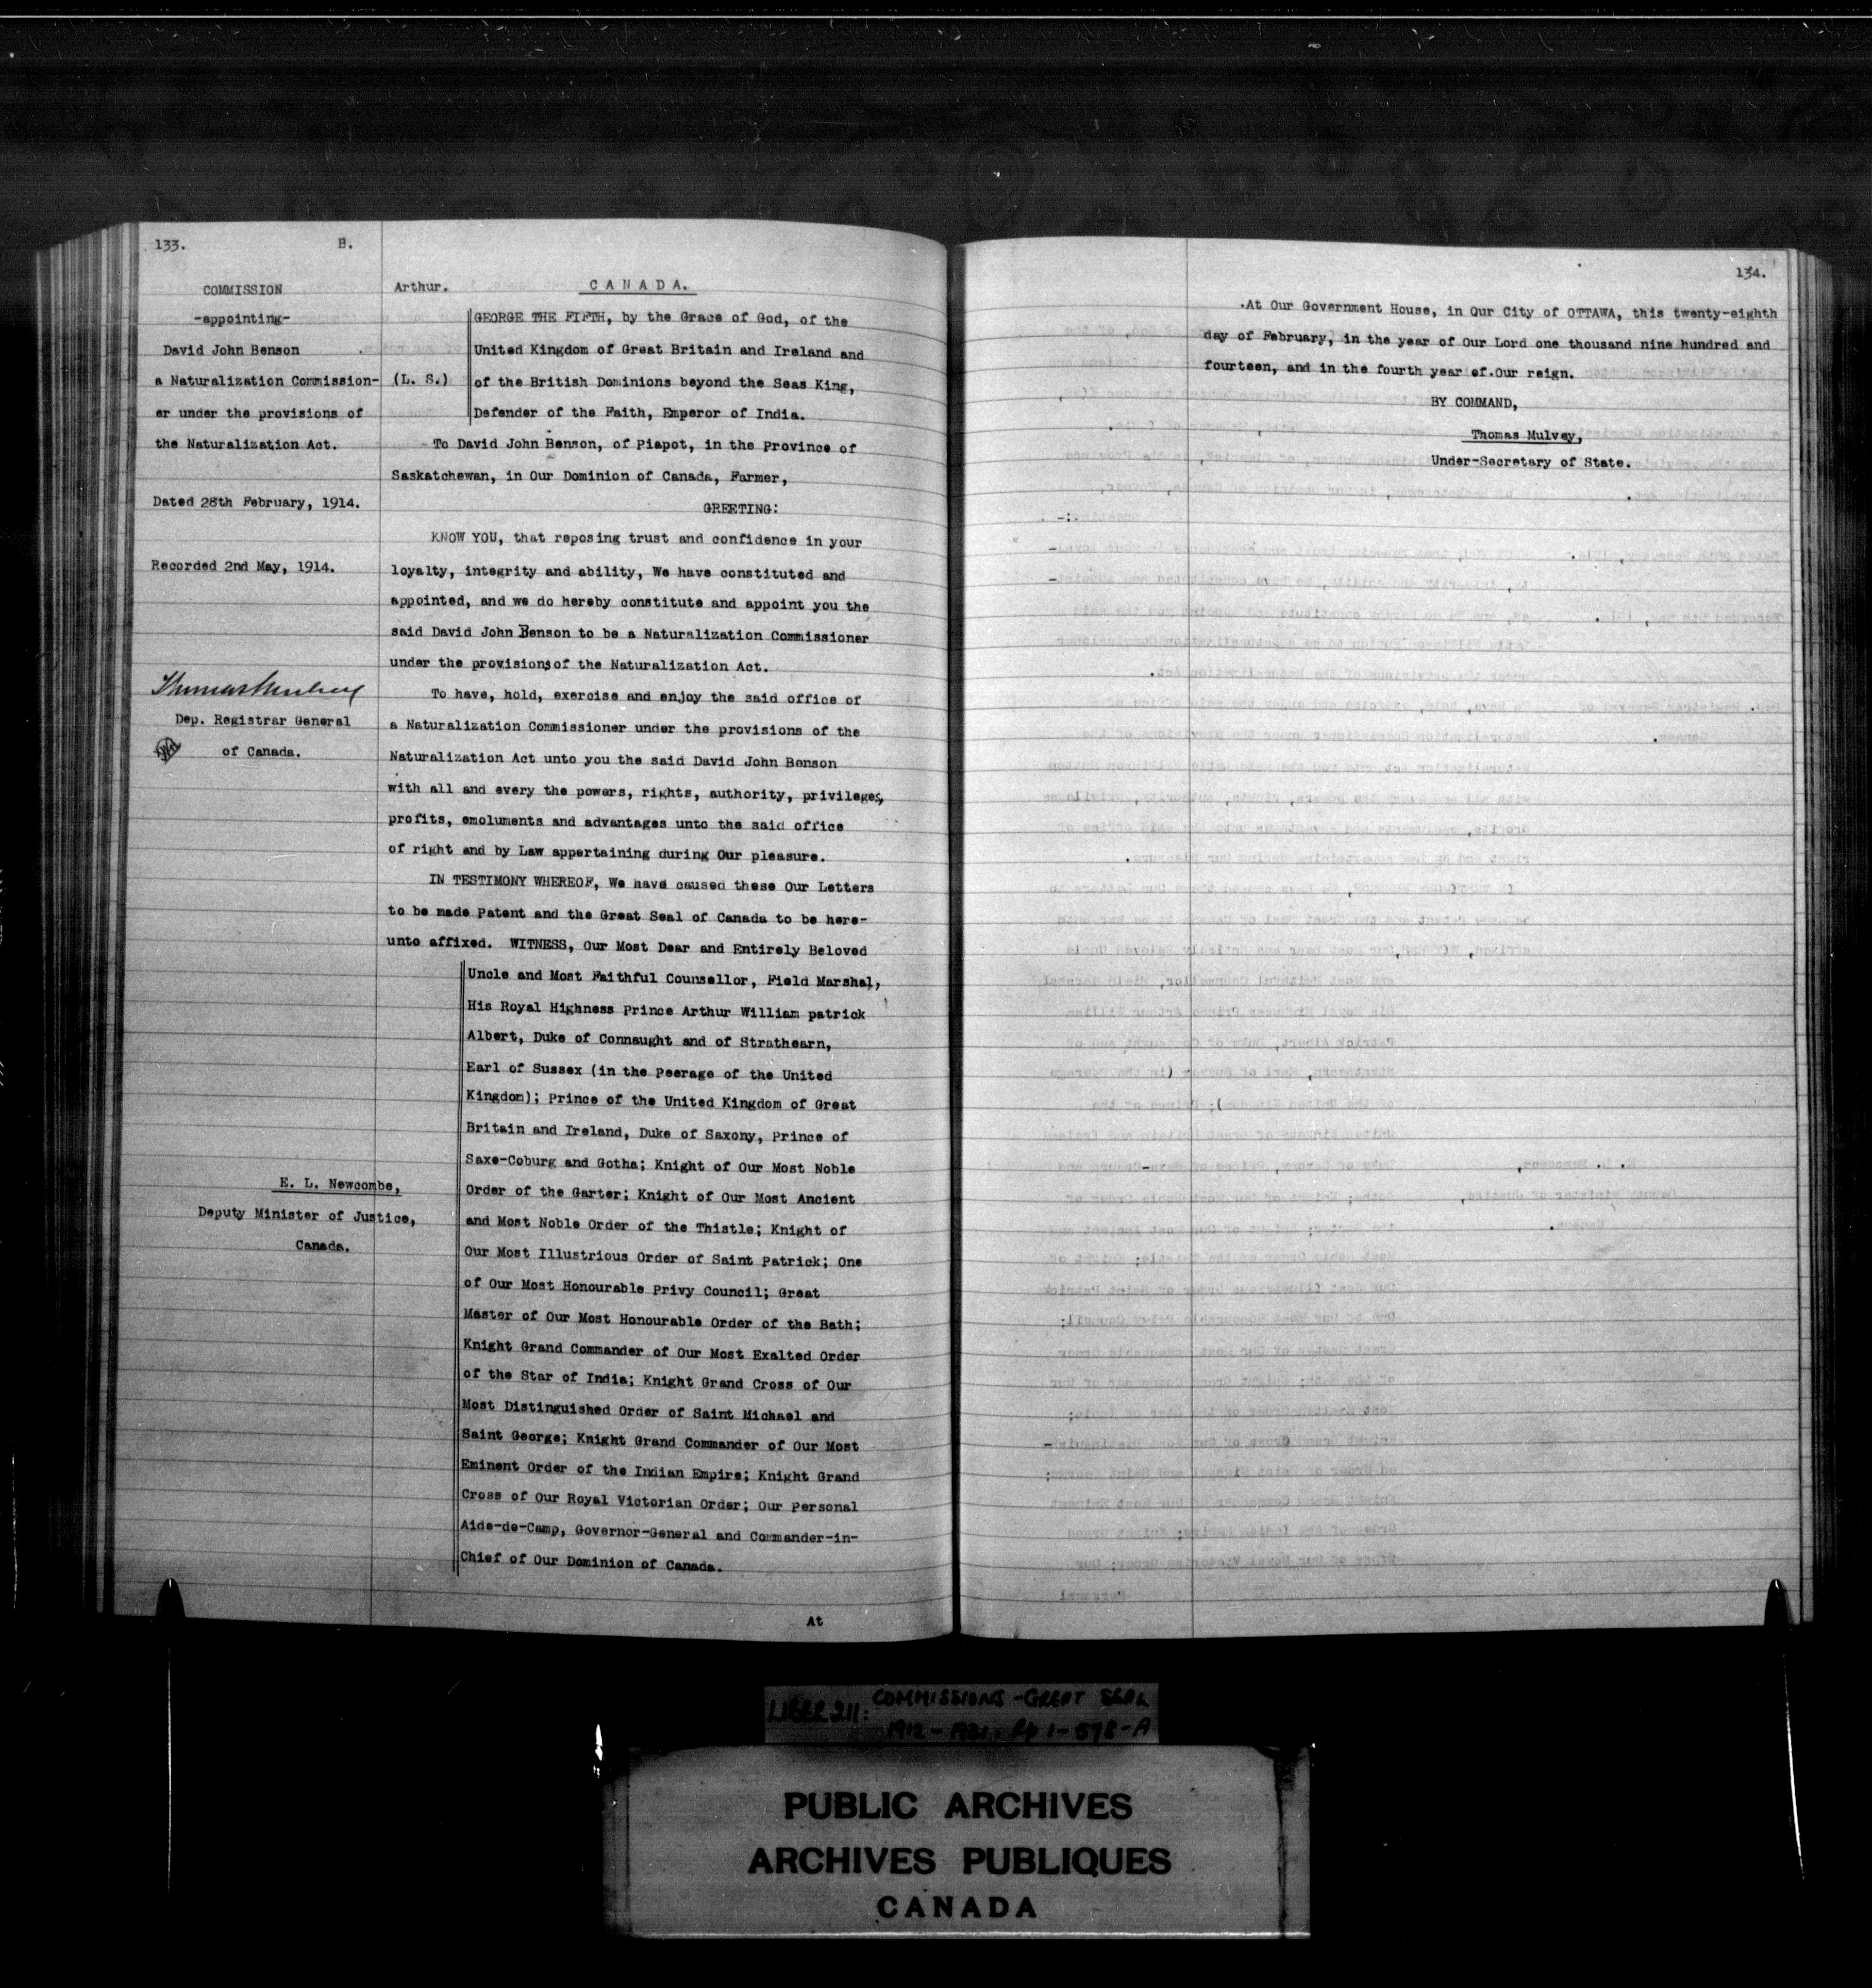 133.
B.
COMMISSION
-appointing-
David John Benson
a Naturalization Commission-
er under the provisions of
the Naturalization Act.
Dated 28th February, 1914.
Recorded 2nd May, 1914.
Thomas Mulvey
Dep. Registrar General
of Canada.
E. L. Newcombe,
Deputy Minister of Justice,
Canada.
Arthur.
CANADA.
(L. S.)
GEORGE THE FIFTH, by the Grace of God, of the
United Kingdom of Great Britain and Ireland and
of the British Dominions beyond the Seas King,
Defender of the Faith, Emperor of India.
To David John Benson, of Piapot, in the Province of
Saskatchewan, in Our Dominion of Canada, Farmer,
GREETING:
KNOW YOU, that reposing trust and confidence in your
loyalty, integrity and ability, We have constituted and
appointed, and we do hereby constitute and appoint you the
said David John Benson to be a Naturalization Commissioner
under the provisions of the Naturalization Act.
To have, hold, exercise and enjoy the said office of
a Naturalization Commissioner under the provisions of the
Naturalization Act unto you the said David John Benson
with all and every the powers, rights, authority, privileges,
profits, emoluments and advantages unto the said office
of right and by Law appertaining during Our pleasure.
IN TESTIMONY WHEREOF, We have caused these Our Letters
to be made Patent and the Great Seal of Canada to be here-
unto affixed. WITNESS, Our Most Dear and Entirely Beloved
Uncle and Most Faithful Counsellor, Field Marshal,
His Royal Highness Prince Arthur William patrick
Albert, Duke of Connaught and of Strathearn,
Earl of Sussex (in the Peerage of the United
Kingdom); Prince of the United Kingdom of Great
Britain and Ireland, Duke of Saxony, Prince of
Saxe-Coburg and Gotha; Knight of Our Most Noble
Order of the Garter; Knight of Our Most Ancient
and Most Noble Order of the Thistle; Knight of
Our Most Illustrious Order of Saint Patrick; One
of Our Most Honourable Privy Council; Great
Master of Our Most Honourable Order of the Bath;
Knight Grand Commander of Our Most Exalted Order
of the Star of India; Knight Grand Cross of Our
Most Distinguished Order of Saint Michael and
Saint George; Knight Grand Commander of Our Most
Eminent Order of the Indian Empire; Knight Grand
Cross of Our Royal Victorian Order; Our Personal
Aide-de-Camp, Governor-General and Commander-in-
Chief of Our Dominion of Canada.
At
134.
At Our Government House, in Our City of OTTAWA, this twenty-eighth
day of February, in the year of Our Lord one thousand nine hundred and
fourteen, and in the fourth year of Our reign.
BY COMMAND,
Thomas Mulvey,
Under-Secretary of State.
LIBER 211: COMMISSIONS - GREAT SEAL
1912 - 1921. Pp 1-578-A
PUBLIC ARCHIVES
ARCHIVES PUBLIQUES
CANADA